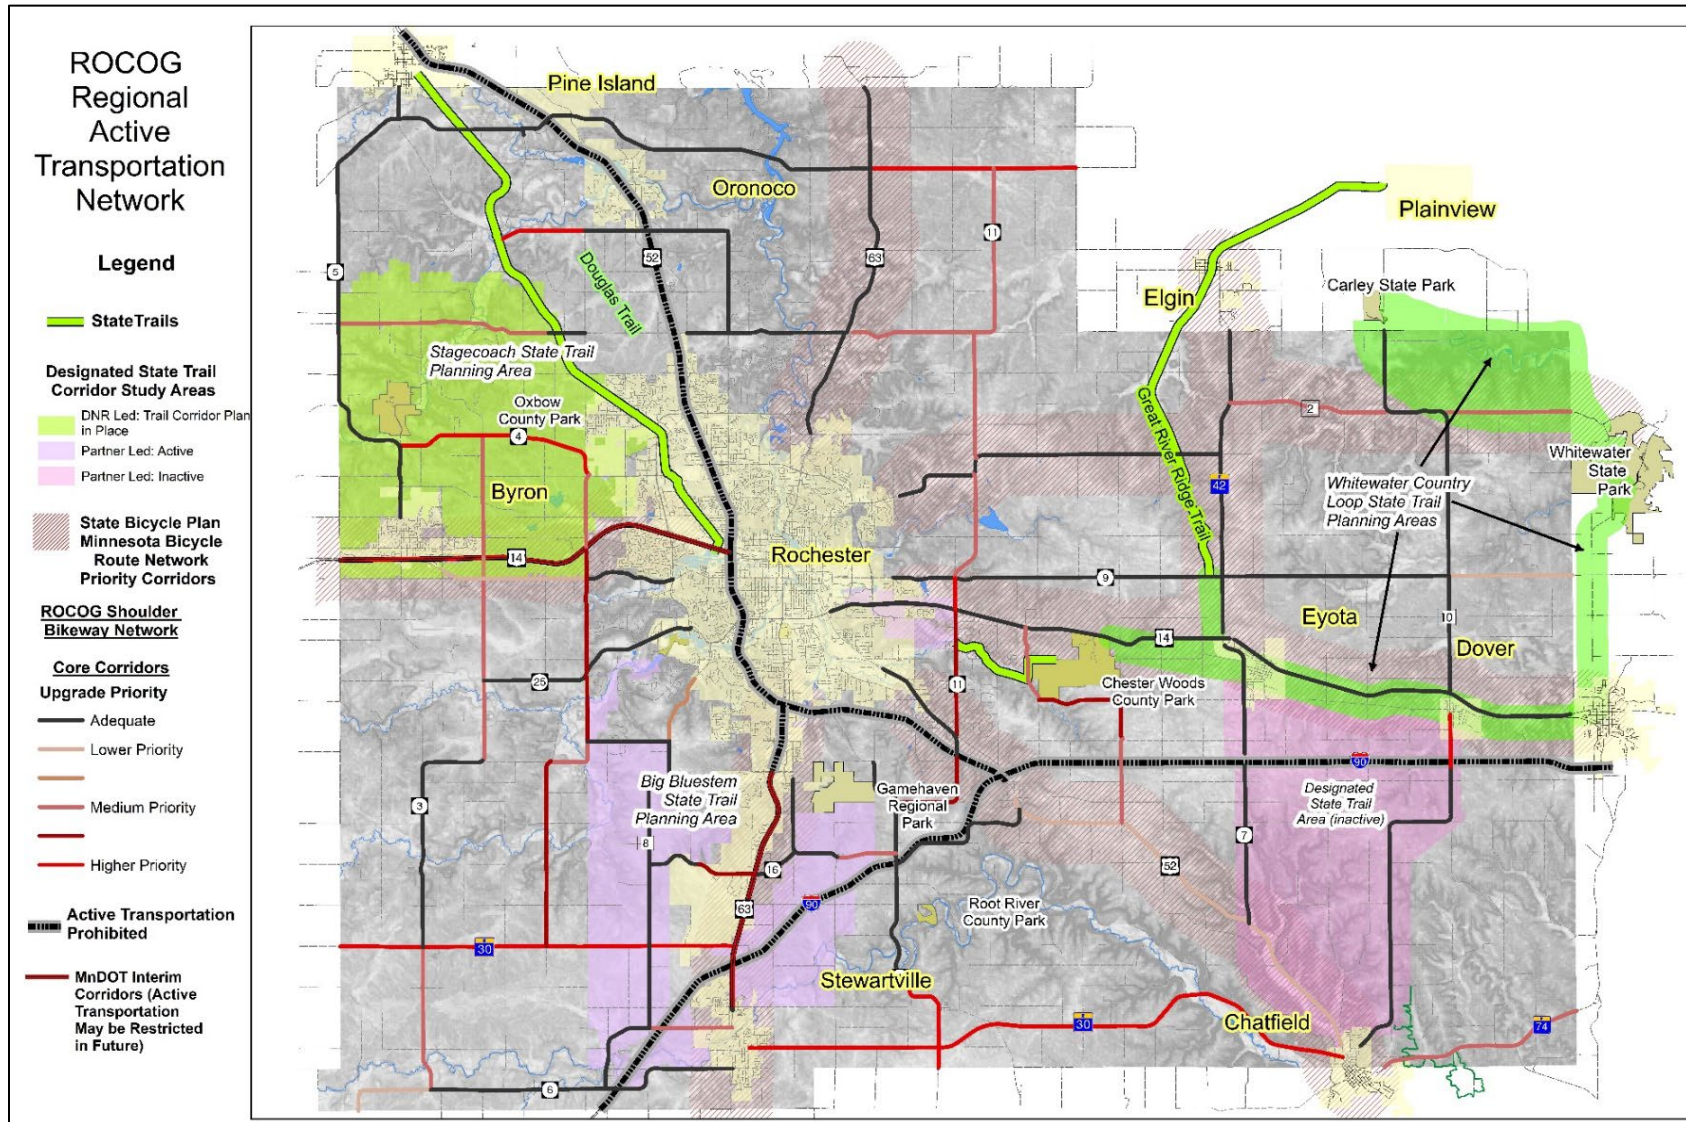 ROCOG
Regional
Active
Transportation
Network
Legend
State Trails
Designated State Trail
Corridor Study Areas
DNR Led: Trail Corridor Plan
in Place
Partner Led: Active
Partner Led: Inactive
State Bicycle Plan
Minnesota Bicycle
Route Network
Priority Corridors
ROCOG Shoulder
Bikeway Network
Core Corridors
Upgrade Priority
Adequate
Lower Priority
Medium Priority
Higher Priority
Active Transportation
Prohibited
MnDOT Interim
Corridors (Active
Transportation
May be Restricted
in Future)
Pine Island
Oronoco
Plainview
11
5
52
63
Douglas Trail
Elgin
Carley State Park
Stagecoach State Trail
Planning Area
Oxbow
County Park
4
Great River Ridge Trail
2
Whitewater
State
Park
Byron
42
Whitewater Country
Loop State Trail
Planning Areas
14
Rochester
9
Eyota
10
Dover
14
25
11
Chester Woods
County Park
90
Big Bluestem
State Trail
Planning Area
Gamehaven
Regional
Park
Designated
State Trail
Area (inactive)
3
8
7
16
52
90
63
Root River
County Park
30
Stewartville
30
Chatfield
74
6